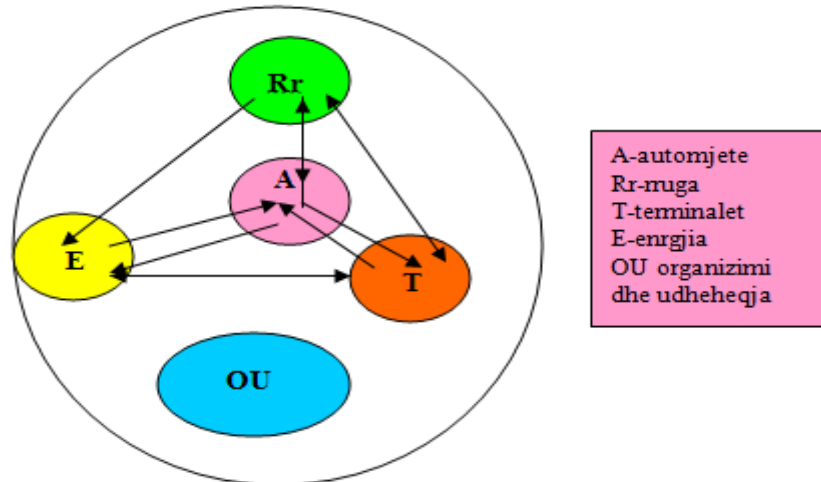 Rr
A
E
T
OU
A-automjete
Rr-rruga
T-terminalet
E-enrgjia
OU organizimi
dhe udheheqja